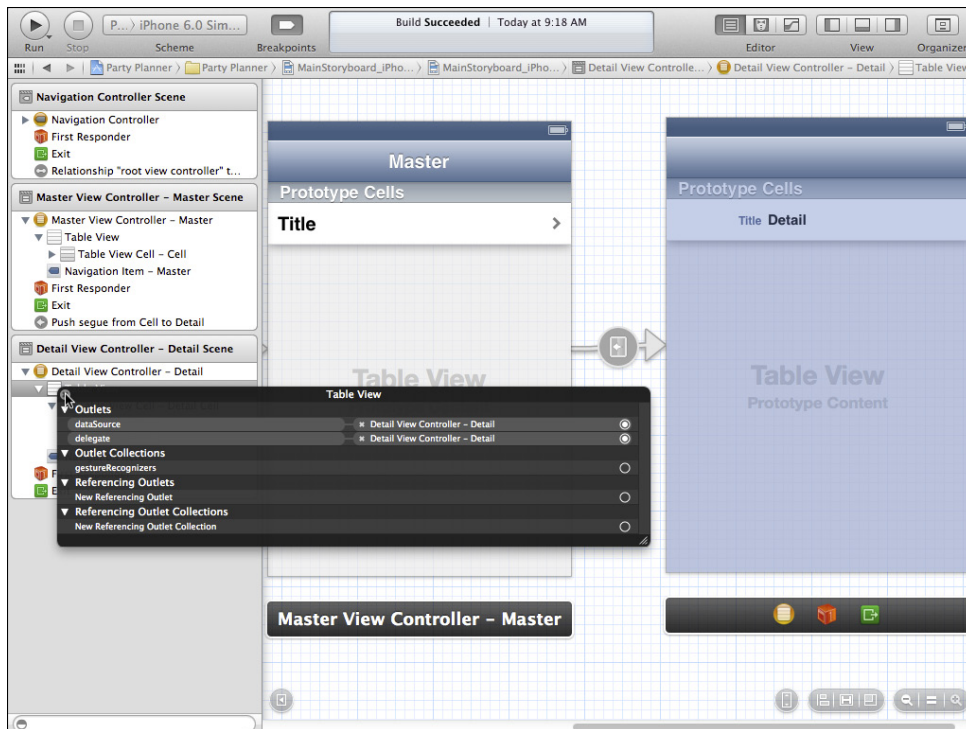 P...> iPhone 6.0 Sim...
Build Succeeded | Today at 9:18 AM
Run Stop Scheme Breakpoints Editor View Organizer
Party Planner > Party Planner > MainStoryboard_iPho... > MainStoryboard_iPho... > Detail View Controlle... > Detail View Controller – Detail > Table View
Navigation Controller Scene
Navigation Controller
First Responder
Exit
Relationship "root view controller" t...
Master View Controller – Master Scene
Master View Controller – Master
Table View
Table View Cell – Cell
Navigation Item – Master
First Responder
Exit
Push segue from Cell to Detail
Detail View Controller – Detail Scene
Detail View Controller – Detail
Table View
Outlets
dataSource Detail View Controller – Detail
delegate Detail View Controller – Detail
Outlet Collections
gestureRecognizers
Referencing Outlets
New Referencing Outlet
Referencing Outlet Collections
New Referencing Outlet Collection
Master
Prototype Cells
Title
Table View
Master View Controller – Master
Prototype Cells
Title Detail
Table View
Prototype Content